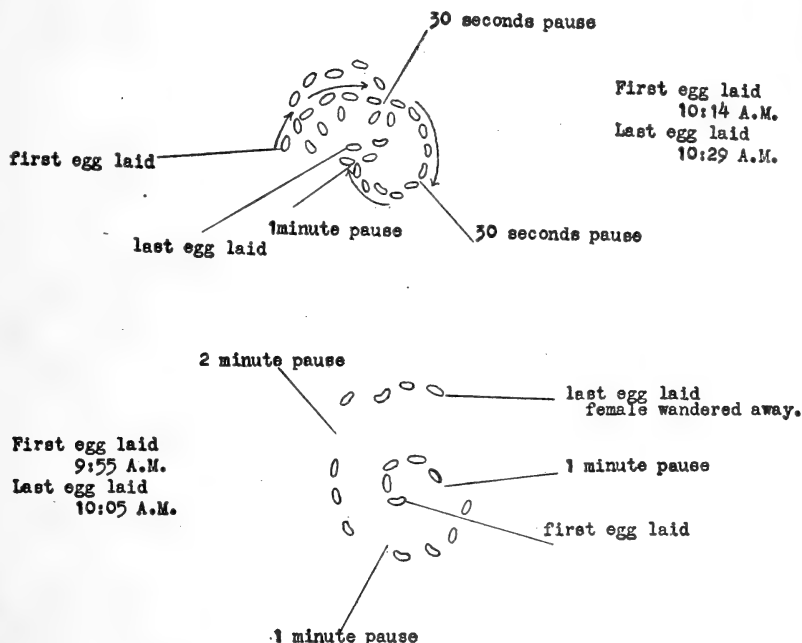 30 seconds pause
First egg laid
10:14 A.M.
Last egg laid
10:29 A.M.
first egg laid
1minute pause
last egg laid
30 seconds pause
2 minute pause
last egg laid
female wandered away.
First egg laid
9:55 A.M.
Last egg laid
10:05 A.M.
1 minute pause
first egg laid
1 minute pause